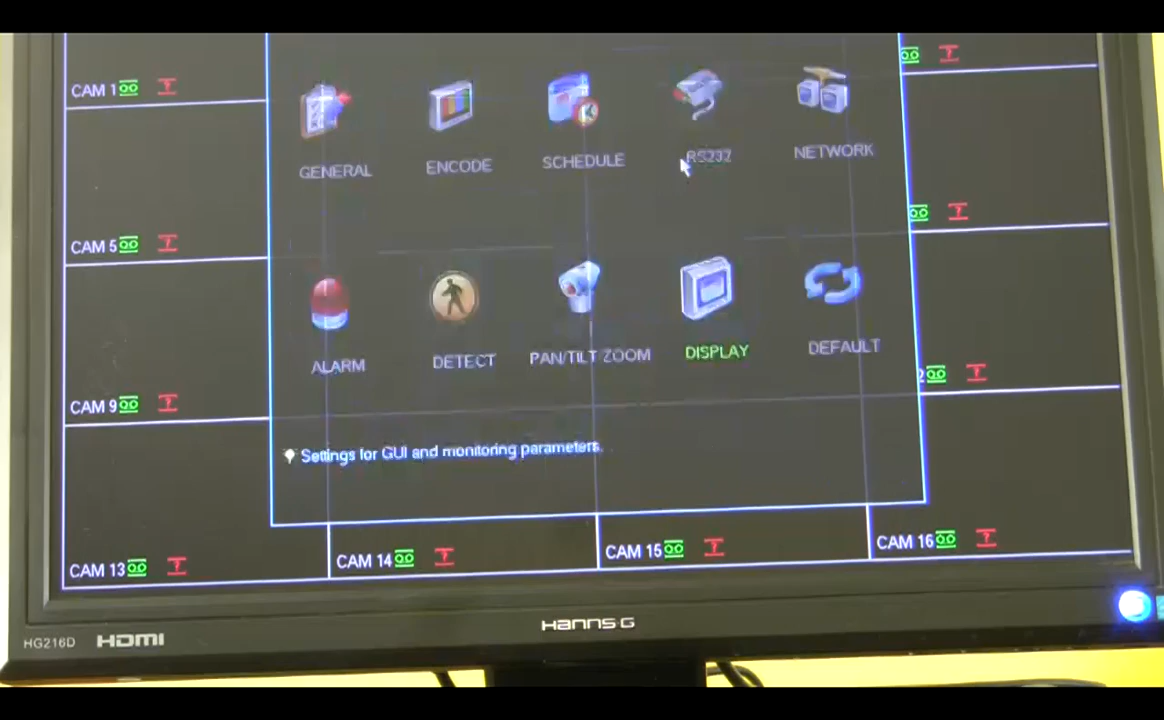 CAM 1
GENERAL
ENCODE
SCHEDULE
RS232
NETWORK
CAM 5
ALARM
DETECT
PAN/TILT ZOOM
DISPLAY
DEFAULT
CAM 9
2
Settings for GUI and monitoring parameters.
CAM 13
CAM 14
CAM 15
CAM 16
HG216D
HDMI
HANNS-G